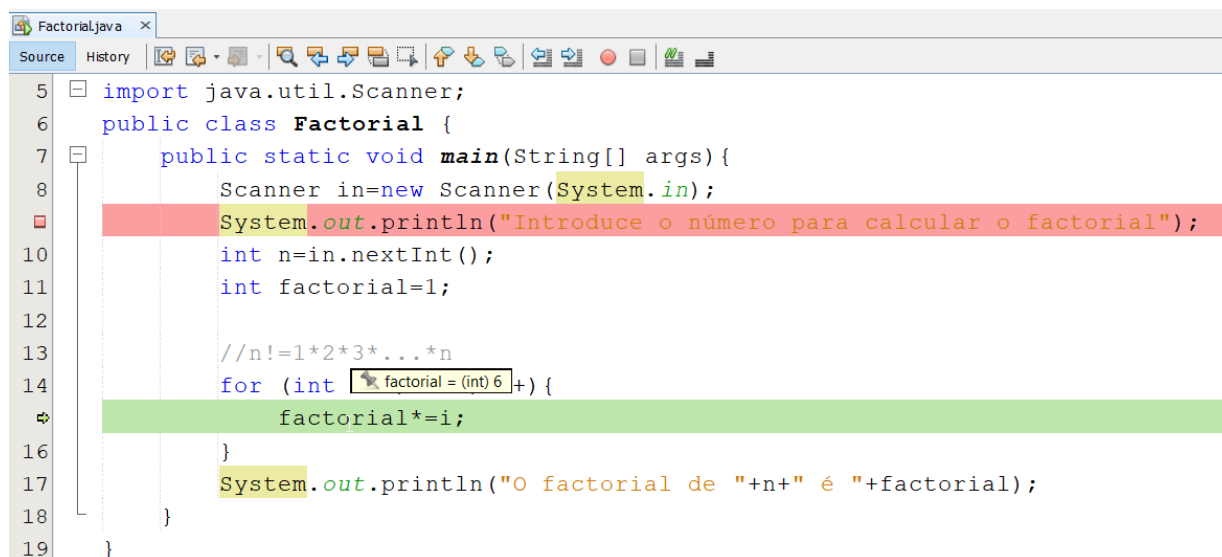 Factorial.java ×
Source History
5 import java.util.Scanner;
6 public class Factorial {
7 public static void main(String[] args){
8 Scanner in=new Scanner(System.in);
System.out.println("Introduce o número para calcular o factorial");
10 int n=in.nextInt();
11 int factorial=1;
12
13 //n!=1*2*3*...*n
14 for (int factorial = (int) 6 +){
factorial*=i;
16 }
17 System.out.println("O factorial de "+n+" é "+factorial);
18 }
19 }